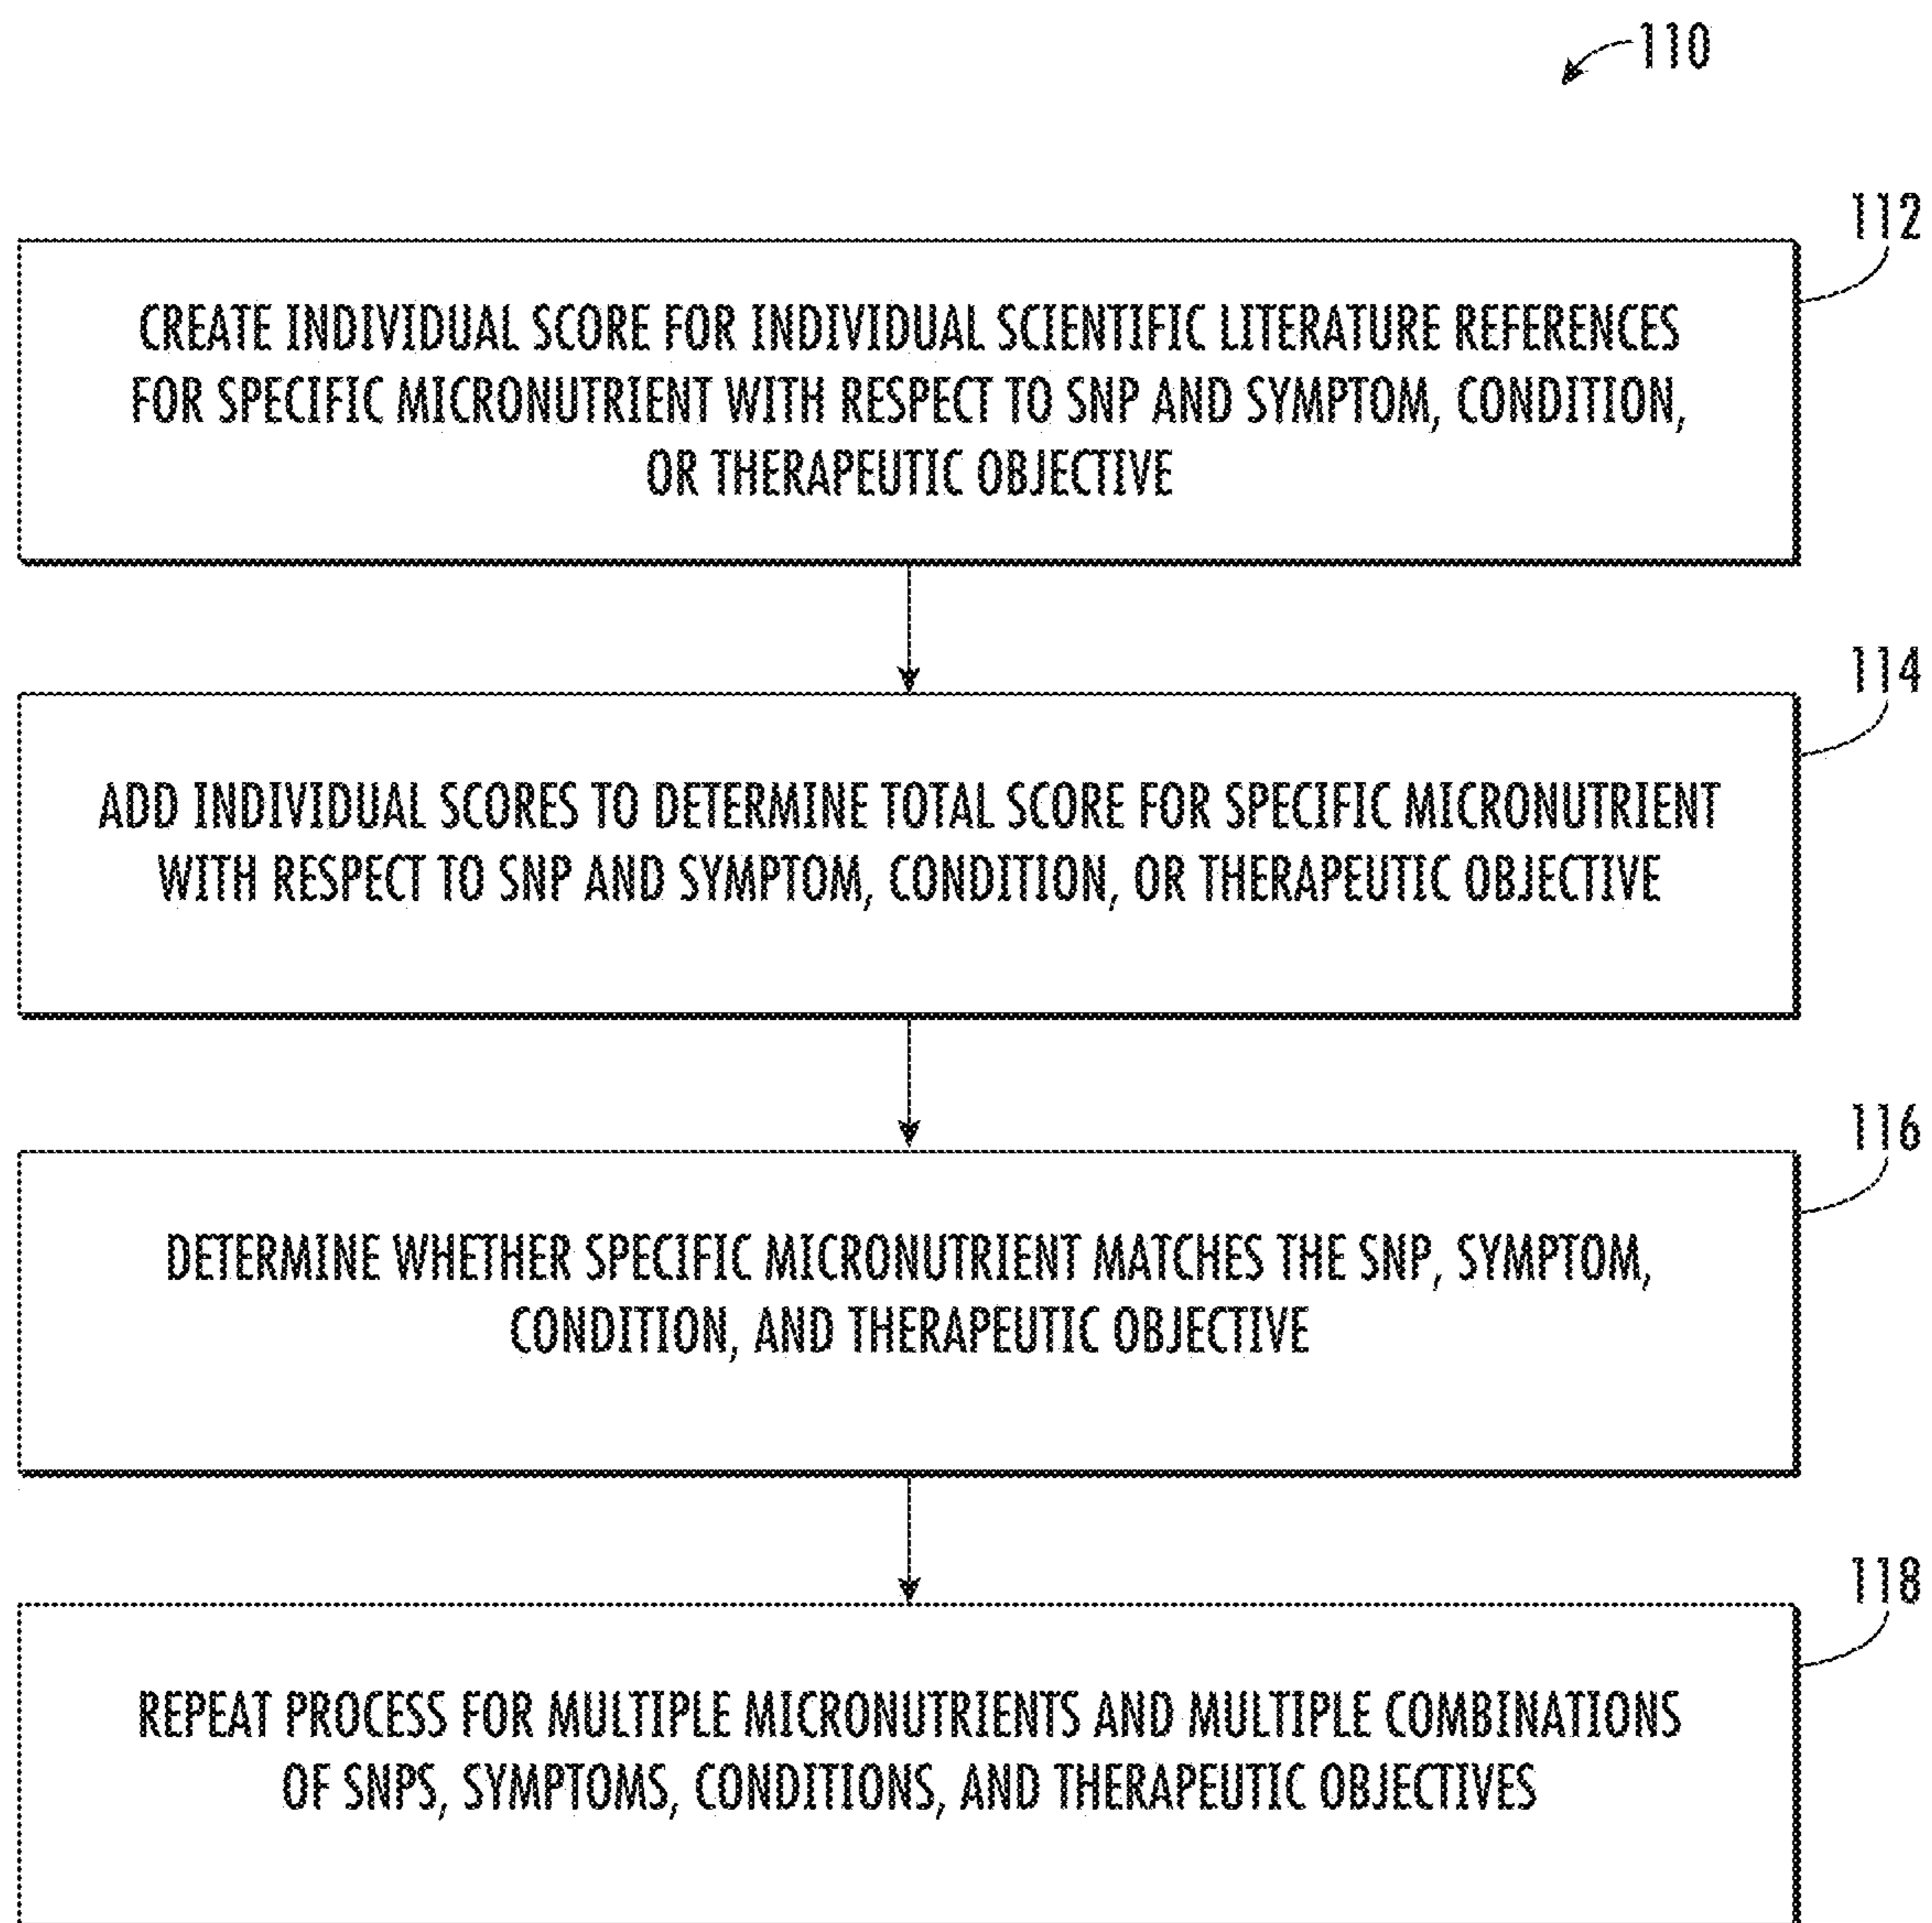 110
112
CREATE INDIVIDUAL SCORE FOR INDIVIDUAL SCIENTIFIC LITERATURE REFERENCES
FOR SPECIFIC MICRONUTRIENT WITH RESPECT TO SNP AND SYMPTOM, CONDITION,
OR THERAPEUTIC OBJECTIVE
114
ADD INDIVIDUAL SCORES TO DETERMINE TOTAL SCORE FOR SPECIFIC MICRONUTRIENT
WITH RESPECT TO SNP AND SYMPTOM, CONDITION, OR THERAPEUTIC OBJECTIVE
116
DETERMINE WHETHER SPECIFIC MICRONUTRIENT MATCHES THE SNP, SYMPTOM,
CONDITION, AND THERAPEUTIC OBJECTIVE
118
REPEAT PROCESS FOR MULTIPLE MICRONUTRIENTS AND MULTIPLE COMBINATIONS
OF SNPS, SYMPTOMS, CONDITIONS, AND THERAPEUTIC OBJECTIVES